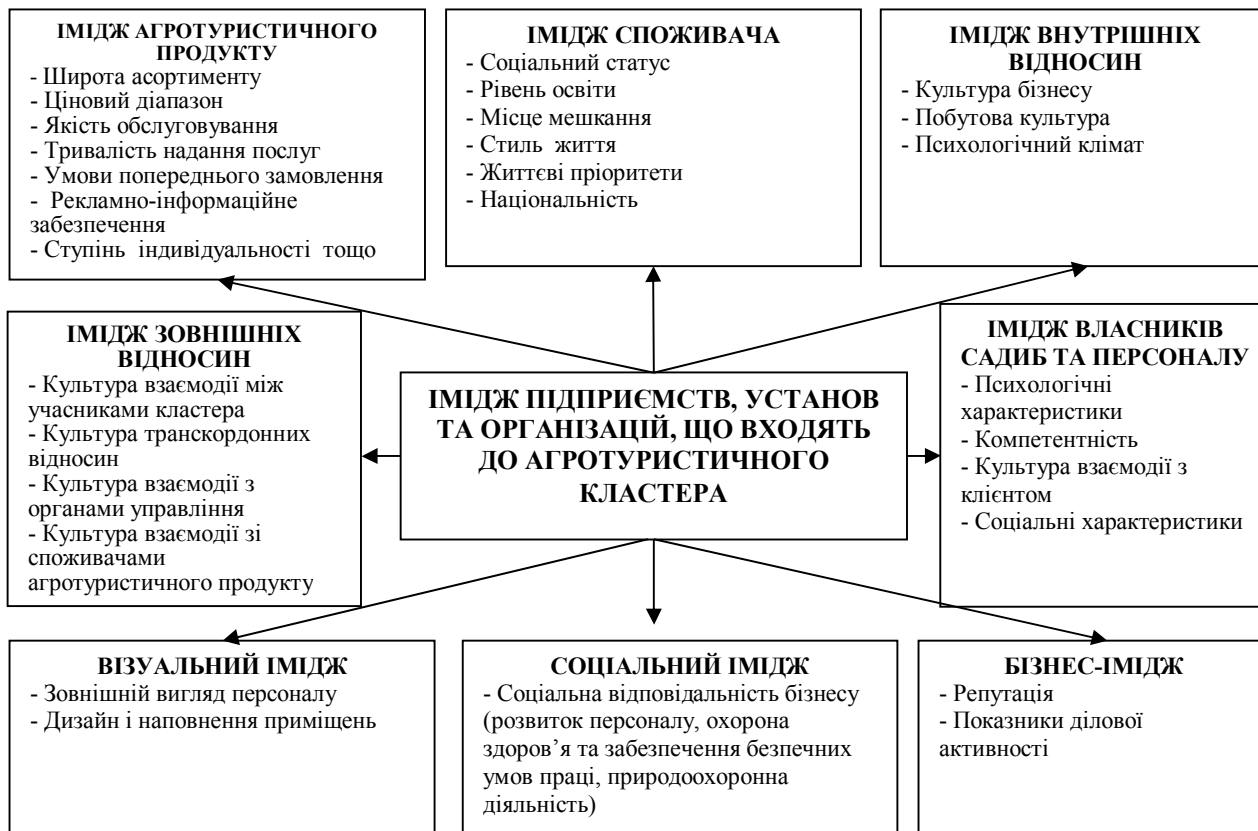 ІМІДЖ АГРОТУРИСТИЧНОГО
ПРОДУКТУ
- Широта асортименту
- Ціновий діапазон
- Якість обслуговування
- Тривалість надання послуг
- Умови попереднього замовлення
- Рекламно-інформаційне
забезпечення
- Ступінь індивідуальності тощо
ІМІДЖ СПОЖИВАЧА
- Соціальний статус
- Рівень освіти
- Місце мешкання
- Стиль життя
- Життєві пріоритети
- Національність
ІМІДЖ ВНУТРІШНІХ
ВІДНОСИН
- Культура бізнесу
- Побутова культура
- Психологічний клімат
ІМІДЖ ЗОВНІШНІХ
ВІДНОСИН
- Культура взаємодії між
учасниками кластера
- Культура транскордонних
відносин
- Культура взаємодії з
органами управління
- Культура взаємодії зі
споживачами
агротуристичного продукту
ІМІДЖ ПІДПРИЄМСТВ, УСТАНОВ
ТА ОРГАНІЗАЦІЙ, ЩО ВХОДЯТЬ
ДО АГРОТУРИСТИЧНОГО
КЛАСТЕРА
ІМІДЖ ВЛАСНИКІВ
САДИБ ТА ПЕРСОНАЛУ
- Психологічні
характеристики
- Компетентність
- Культура взаємодії з
клієнтом
- Соціальні характеристики
ВІЗУАЛЬНИЙ ІМІДЖ
- Зовнішній вигляд персоналу
- Дизайн і наповнення приміщень
СОЦІАЛЬНИЙ ІМІДЖ
- Соціальна відповідальність бізнесу
(розвиток персоналу, охорона
здоров’я та забезпечення безпечних
умов праці, природоохоронна
діяльність)
БІЗНЕС-ІМІДЖ
- Репутація
- Показники ділової
активності